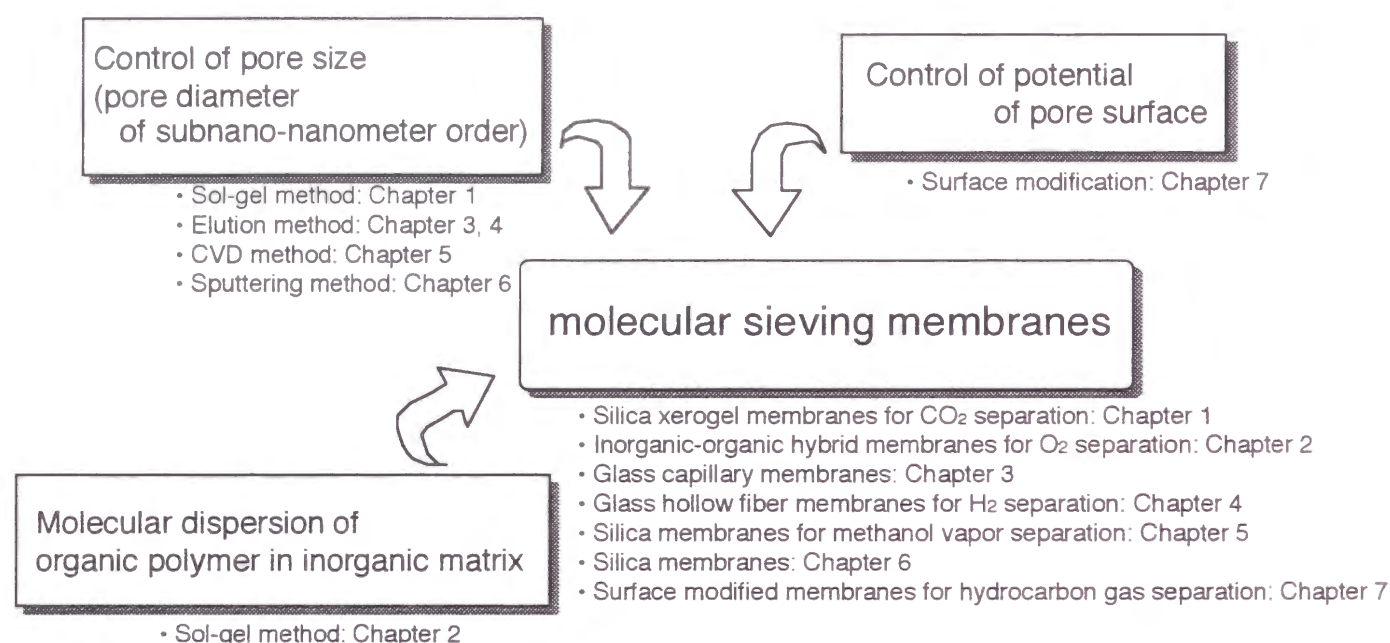 Control of pore size
(pore diameter
of subnano-nanometer order)
• Sol-gel method: Chapter 1
• Elution method: Chapter 3, 4
• CVD method: Chapter 5
• Sputtering method: Chapter 6
Control of potential
of pore surface
• Surface modification: Chapter 7
molecular sieving membranes
• Silica xerogel membranes for CO2 separation: Chapter 1
• Inorganic-organic hybrid membranes for O2 separation: Chapter 2
• Glass capillary membranes: Chapter 3
• Glass hollow fiber membranes for H2 separation: Chapter 4
• Silica membranes for methanol vapor separation: Chapter 5
• Silica membranes: Chapter 6
• Surface modified membranes for hydrocarbon gas separation: Chapter 7
Molecular dispersion of
organic polymer in inorganic matrix
• Sol-gel method: Chapter 2